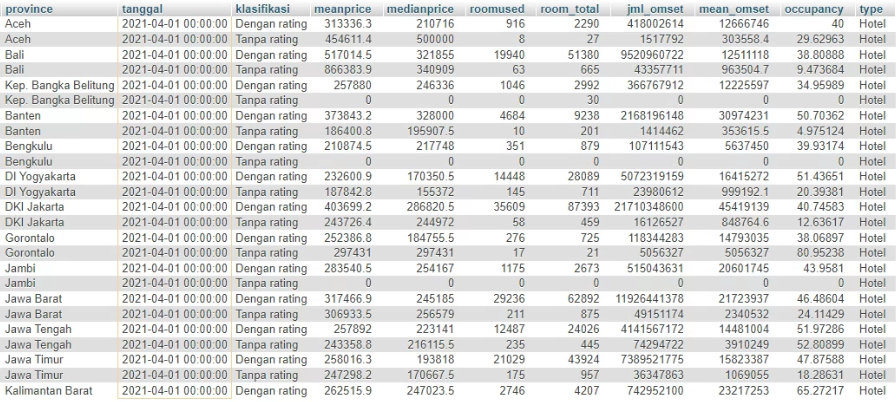 province tanggal klasifikasi meanprice medianprice roomused room_total jml_omset mean_omset occupancy type
Aceh 2021-04-01 00:00:00 Dengan rating 313336.3 210716 916 2290 418002614 12666746 40 Hotel
Aceh 2021-04-01 00:00:00 Tanpa rating 454611.4 500000 8 27 1517792 303558.4 29.62963 Hotel
Bali 2021-04-01 00:00:00 Dengan rating 517014.5 321855 19940 51380 9520960722 12511118 38.80888 Hotel
Bali 2021-04-01 00:00:00 Tanpa rating 866383.9 340909 63 665 43357711 963504.7 9.473684 Hotel
Kep. Bangka Belitung 2021-04-01 00:00:00 Dengan rating 257880 246336 1046 2992 366767912 12225597 34.95989 Hotel
Kep. Bangka Belitung 2021-04-01 00:00:00 Tanpa rating 0 0 0 30 0 0 0 Hotel
Banten 2021-04-01 00:00:00 Dengan rating 373843.2 328000 4684 9238 2168196148 30974231 50.70362 Hotel
Banten 2021-04-01 00:00:00 Tanpa rating 186400.8 195907.5 10 201 1414462 353615.5 4.975124 Hotel
Bengkulu 2021-04-01 00:00:00 Dengan rating 210874.5 217748 351 879 107111543 5637450 39.93174 Hotel
Bengkulu 2021-04-01 00:00:00 Tanpa rating 0 0 0 0 0 0 0 Hotel
DI Yogyakarta 2021-04-01 00:00:00 Dengan rating 232600.9 170350.5 14448 28089 5072319159 16415272 51.43651 Hotel
DI Yogyakarta 2021-04-01 00:00:00 Tanpa rating 187842.8 155372 145 711 23980612 999192.1 20.39381 Hotel
DKI Jakarta 2021-04-01 00:00:00 Dengan rating 403699.2 286820.5 35609 87393 21710348600 45419139 40.74583 Hotel
DKI Jakarta 2021-04-01 00:00:00 Tanpa rating 243726.4 244972 58 459 16126527 848764.6 12.63617 Hotel
Gorontalo 2021-04-01 00:00:00 Dengan rating 252386.8 184755.5 276 725 118344283 14793035 38.06897 Hotel
Gorontalo 2021-04-01 00:00:00 Tanpa rating 297431 297431 17 21 5056327 5056327 80.95238 Hotel
Jambi 2021-04-01 00:00:00 Dengan rating 283540.5 254167 1175 2673 515043631 20601745 43.9581 Hotel
Jambi 2021-04-01 00:00:00 Tanpa rating 0 0 0 0 0 0 0 Hotel
Jawa Barat 2021-04-01 00:00:00 Dengan rating 317466.9 245185 29236 62892 11926441378 21723937 46.48604 Hotel
Jawa Barat 2021-04-01 00:00:00 Tanpa rating 306933.5 256579 211 875 49151174 2340532 24.11429 Hotel
Jawa Tengah 2021-04-01 00:00:00 Dengan rating 257892 223141 12487 24026 4141567172 14481004 51.97286 Hotel
Jawa Tengah 2021-04-01 00:00:00 Tanpa rating 243358.8 216115.5 235 445 74294722 3910249 52.80899 Hotel
Jawa Timur 2021-04-01 00:00:00 Dengan rating 258016.3 193818 21029 43924 7389521775 15823387 47.87588 Hotel
Jawa Timur 2021-04-01 00:00:00 Tanpa rating 247298.2 170667.5 175 957 36347863 1069055 18.28631 Hotel
Kalimantan Barat 2021-04-01 00:00:00 Dengan rating 262515.9 247023.5 2746 4207 742952100 23217253 65.27217 Hotel